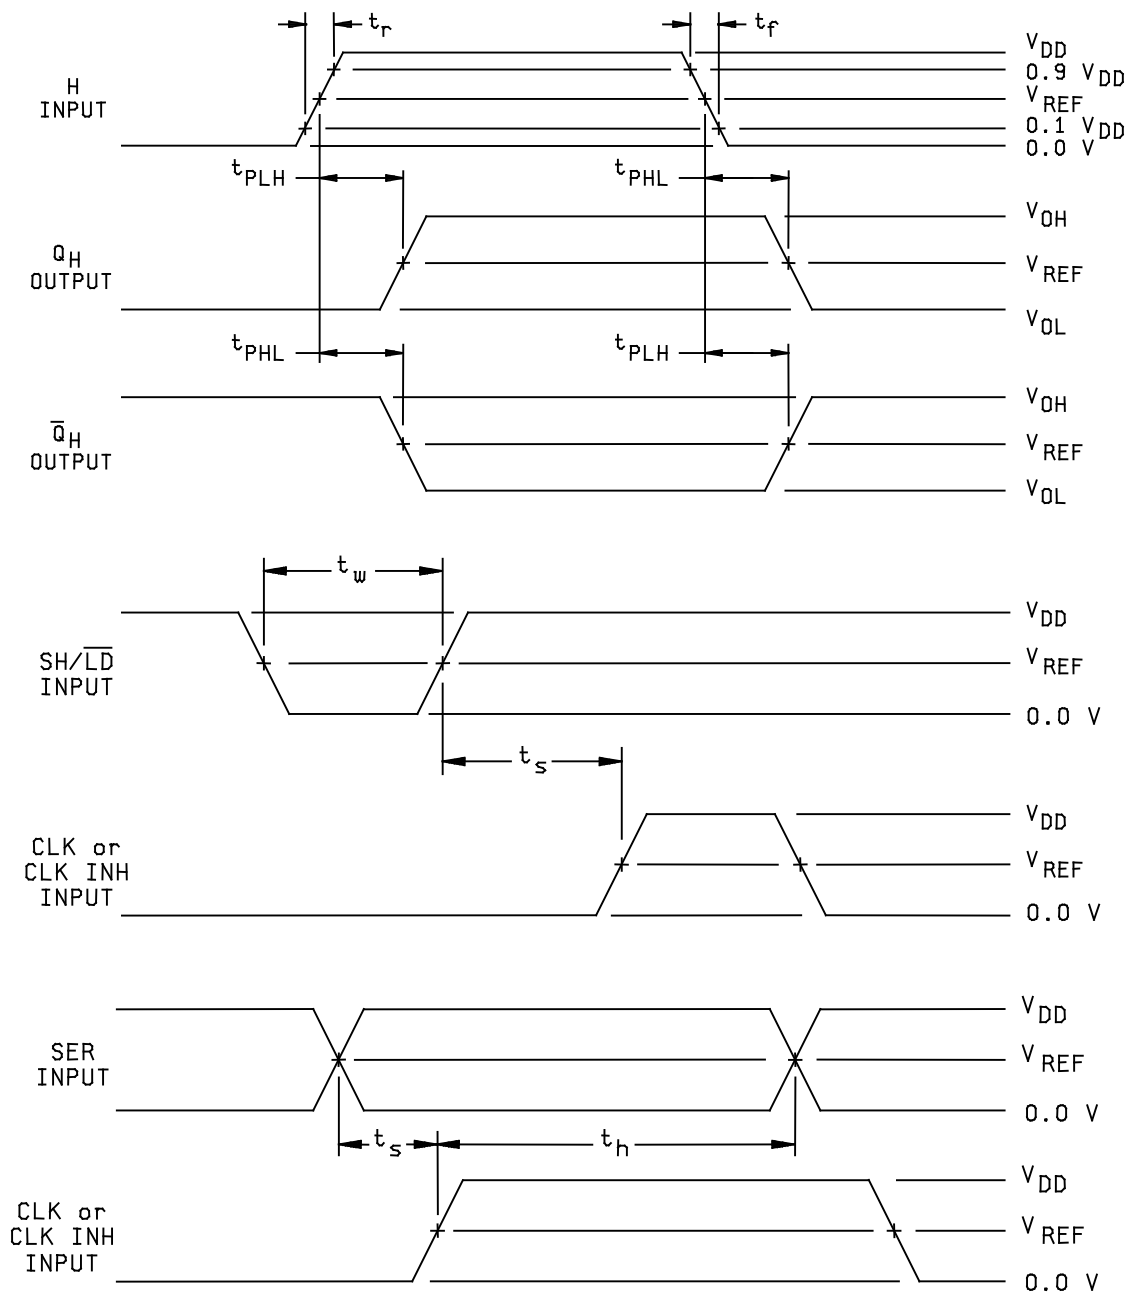 t_r
t_f
V_DD
0.9 V_DD
H
INPUT
V_REF
0.1 V_DD
0.0 V
t_PLH
t_PHL
V_OH
Q_H
OUTPUT
V_REF
V_OL
t_PHL
t_PLH
V_OH
Q̅_H
OUTPUT
V_REF
V_OL
t_w
V_DD
SH/L̅D̅
INPUT
V_REF
0.0 V
t_s
V_DD
CLK or
CLK INH
INPUT
V_REF
0.0 V
V_DD
SER
INPUT
V_REF
0.0 V
t_s
t_h
V_DD
CLK or
CLK INH
INPUT
V_REF
0.0 V